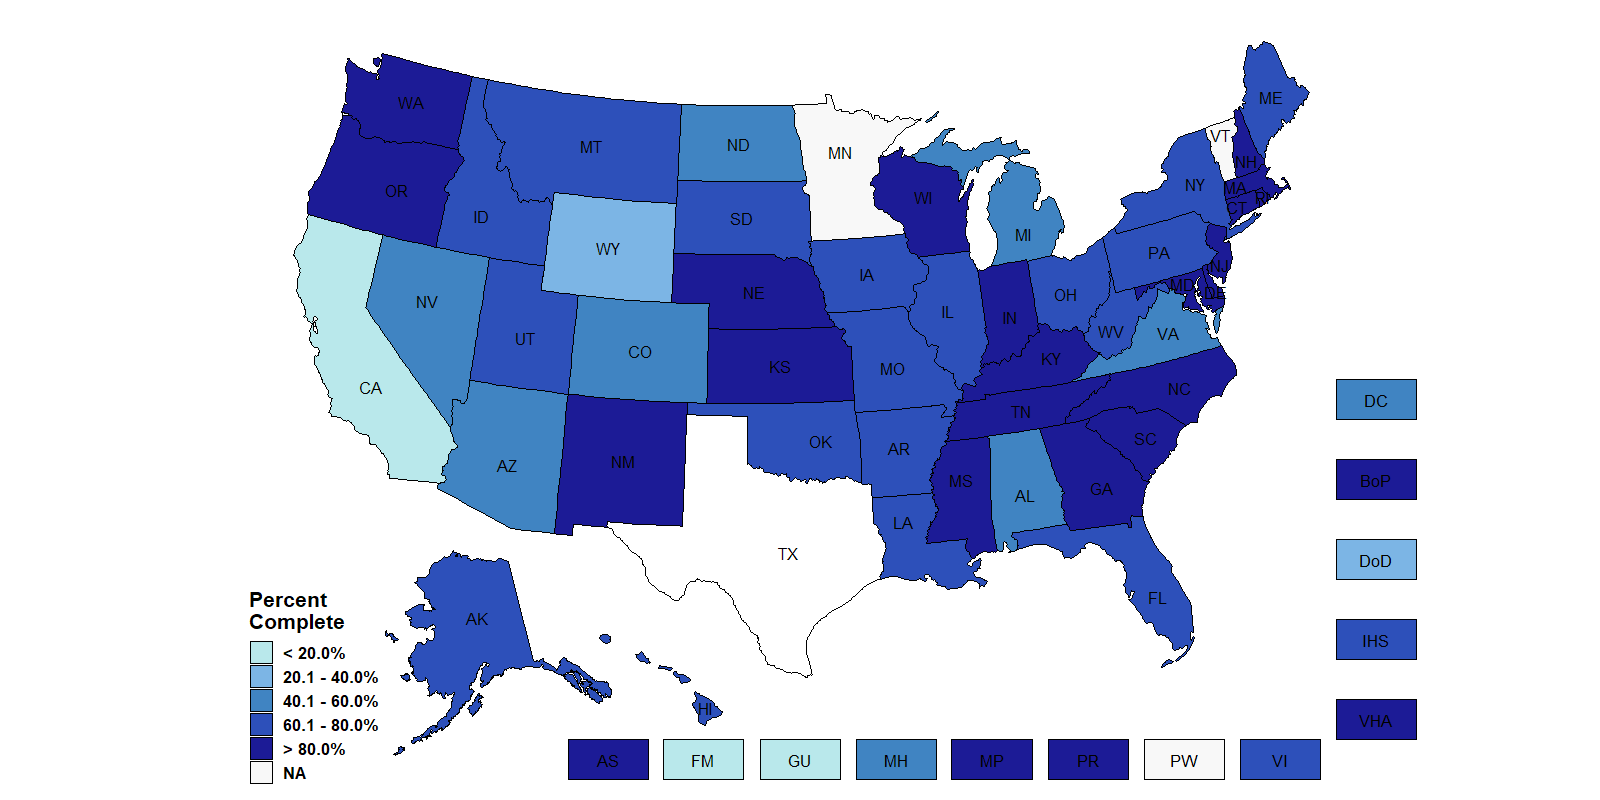 WA
MT
ND
MN
ME
VT
NH
OR
ID
SD
WI
NY
MA
CT
RI
WY
MI
PA
NV
NE
IA
OH
NJ
MD
DE
UT
CO
IL
IN
WV
VA
CA
KS
MO
KY
NC
AZ
NM
OK
AR
TN
SC
MS
AL
GA
LA
TX
FL
AK
HI
DC
BoP
DoD
IHS
VHA
Percent
Complete
< 20.0%
20.1 - 40.0%
40.1 - 60.0%
60.1 - 80.0%
> 80.0%
NA
AS
FM
GU
MH
MP
PR
PW
VI